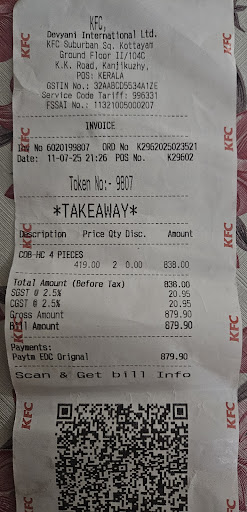 KFC,
Devyani International Ltd.
KFC Suburban Sq. Kottayam
Ground Floor II/104C
K.K. Road, Kanjikuzhy,
POS: KERALA
GSTIN No.: 32AABCD5534A1ZE
Service Code Tariff: 996331
FSSAI No.: 11321005000207
INVOICE
Inv No 6020199807 ORD No K2962025023521
Date: 11-07-25 21:26 POS No. K29602
Token No:- 9807
*TAKEAWAY*
Description Price Qty Disc. Amount
COB-HC 4 PIECES
419.00 2 0.00 838.00
Total Amount (Before Tax) 838.00
SGST @ 2.5% 20.95
CGST @ 2.5% 20.95
Gross Amount 879.90
Bill Amount 879.90
Payments:
Paytm EDC Orignal 879.90
Scan & Get bill Info
KFC
KFC
KFC
KFC
KFC
KFC
KFC
KFC